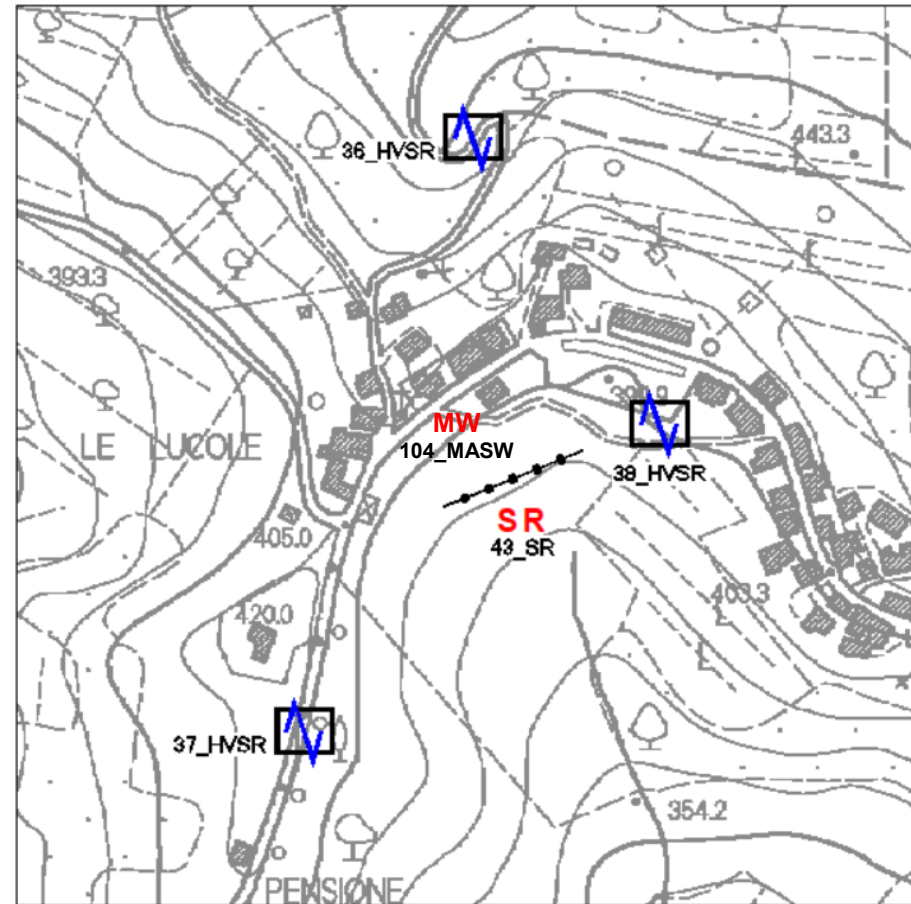 443.3
36_HVSR
393.3
MW
104_MASW
LE LUCOLE
38_HVSR
SR
43_SR
405.0
403.3
420.0
37_HVSR
354.2
PENSIONE